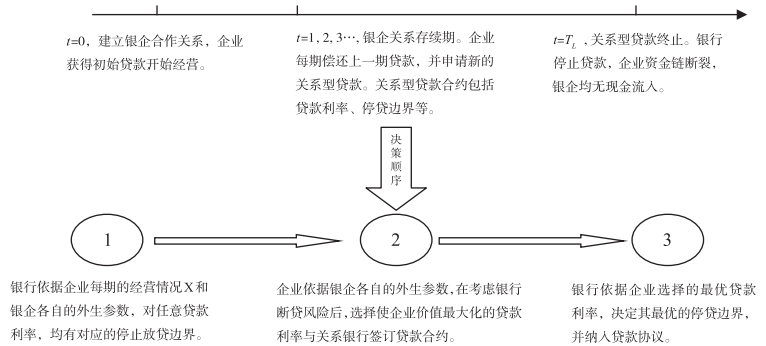 t=0，建立银企合作关系，企业
获得初始贷款开始经营。
t=1, 2, 3…, 银企关系存续期。企业
每期偿还上一期贷款，并申请新的
关系型贷款。关系型贷款合约包括
贷款利率、停贷边界等。
t=T_L ，关系型贷款终止。银行
停止贷款，企业资金链断裂，
银企均无现金流入。
决策顺序
1
2
3
银行依据企业每期的经营情况X和
银企各自的外生参数，对任意贷款
利率，均有对应的停止放贷边界。
企业依据银企各自的外生参数，在考虑银行
断贷风险后，选择使企业价值最大化的贷款
利率与关系银行签订贷款合约。
银行依据企业选择的最优贷款
利率，决定其最优的停贷边界，
并纳入贷款协议。